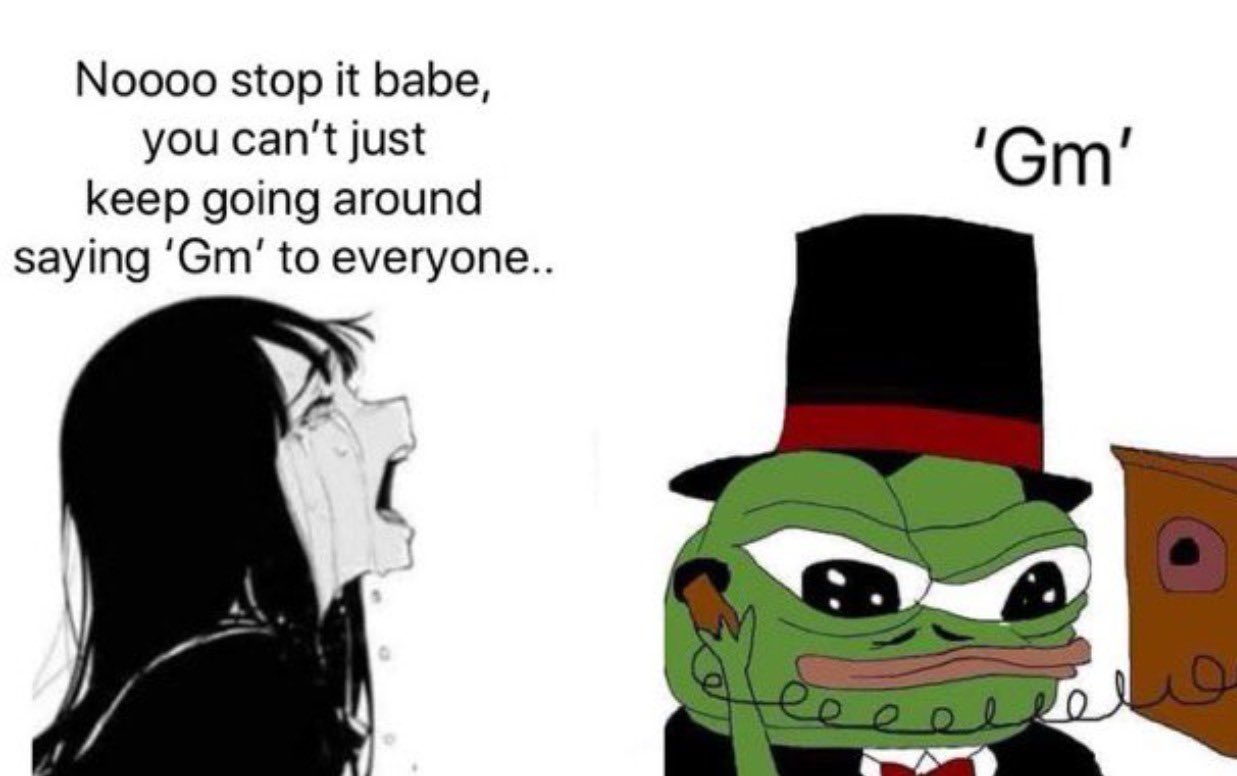 Noooo stop it babe,
you can’t just
keep going around
saying ‘Gm’ to everyone..
‘Gm’